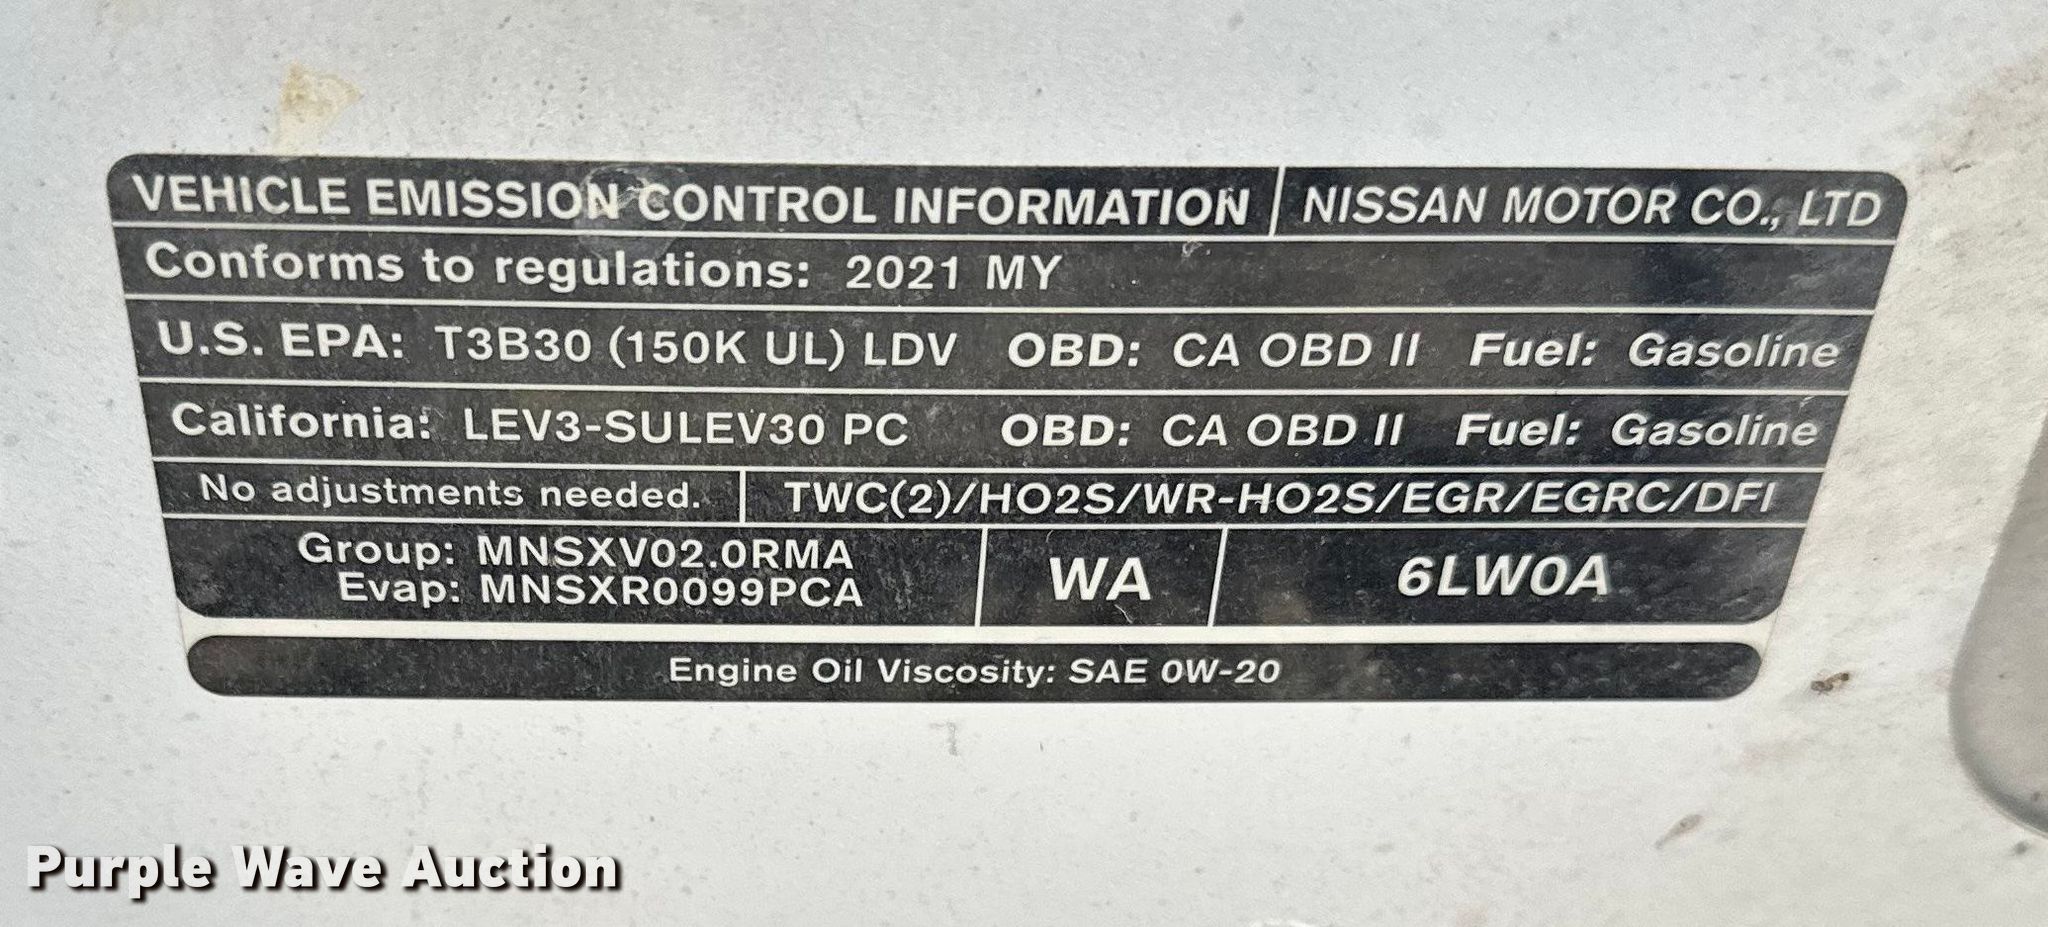 VEHICLE EMISSION CONTROL INFORMATION NISSAN MOTOR CO., LTD
Conforms to regulations: 2021 MY
U.S. EPA: T3B30 (150K UL) LDV OBD: CA OBD II Fuel: Gasoline
California: LEV3-SULEV30 PC OBD: CA OBD II Fuel: Gasoline
No adjustments needed. TWC(2)/HO2S/WR-HO2S/EGR/EGRC/DFI
Group: MNSXV02.0RMA
Evap: MNSXR0099PCA
WA
6LW0A
Engine Oil Viscosity: SAE 0W-20
Purple Wave Auction